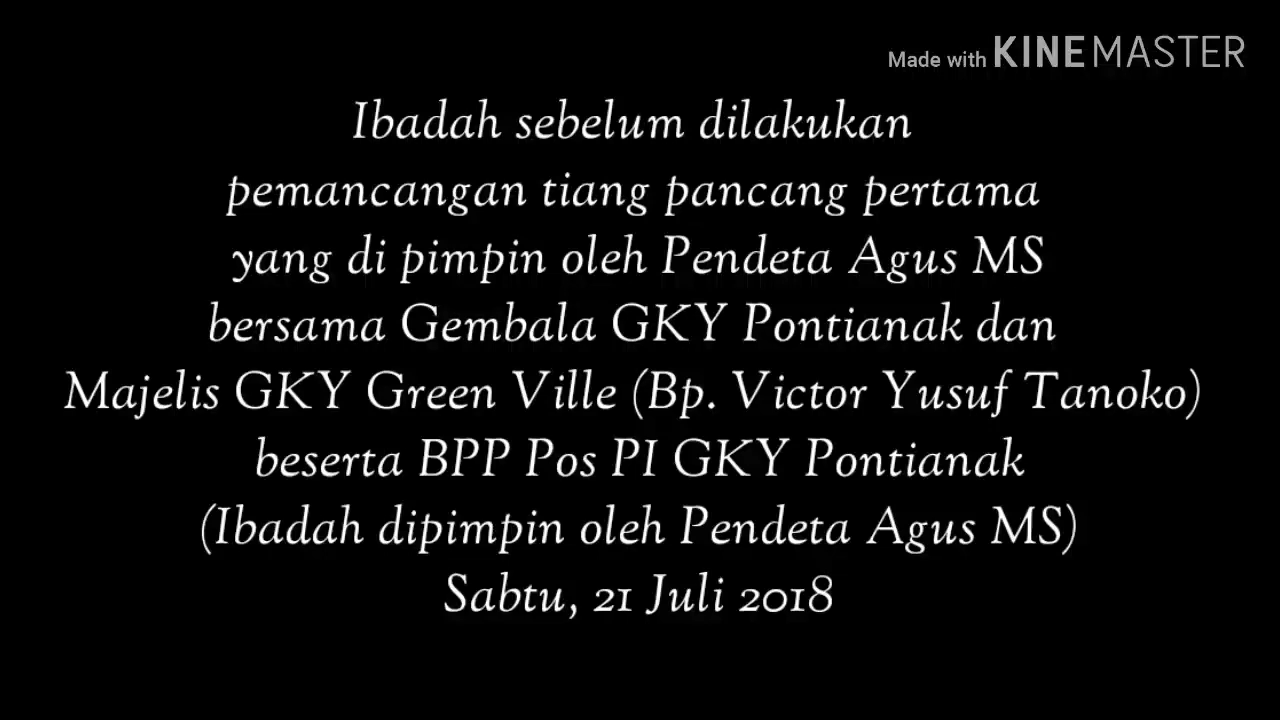 Made with KINEMASTER
Ibadah sebelum dilakukan
pemancangan tiang pancang pertama
yang di pimpin oleh Pendeta Agus MS
bersama Gembala GKY Pontianak dan
Majelis GKY Green Ville (Bp. Victor Yusuf Tanoko)
beserta BPP Pos PI GKY Pontianak
(Ibadah dipimpin oleh Pendeta Agus MS)
Sabtu, 21 Juli 2018